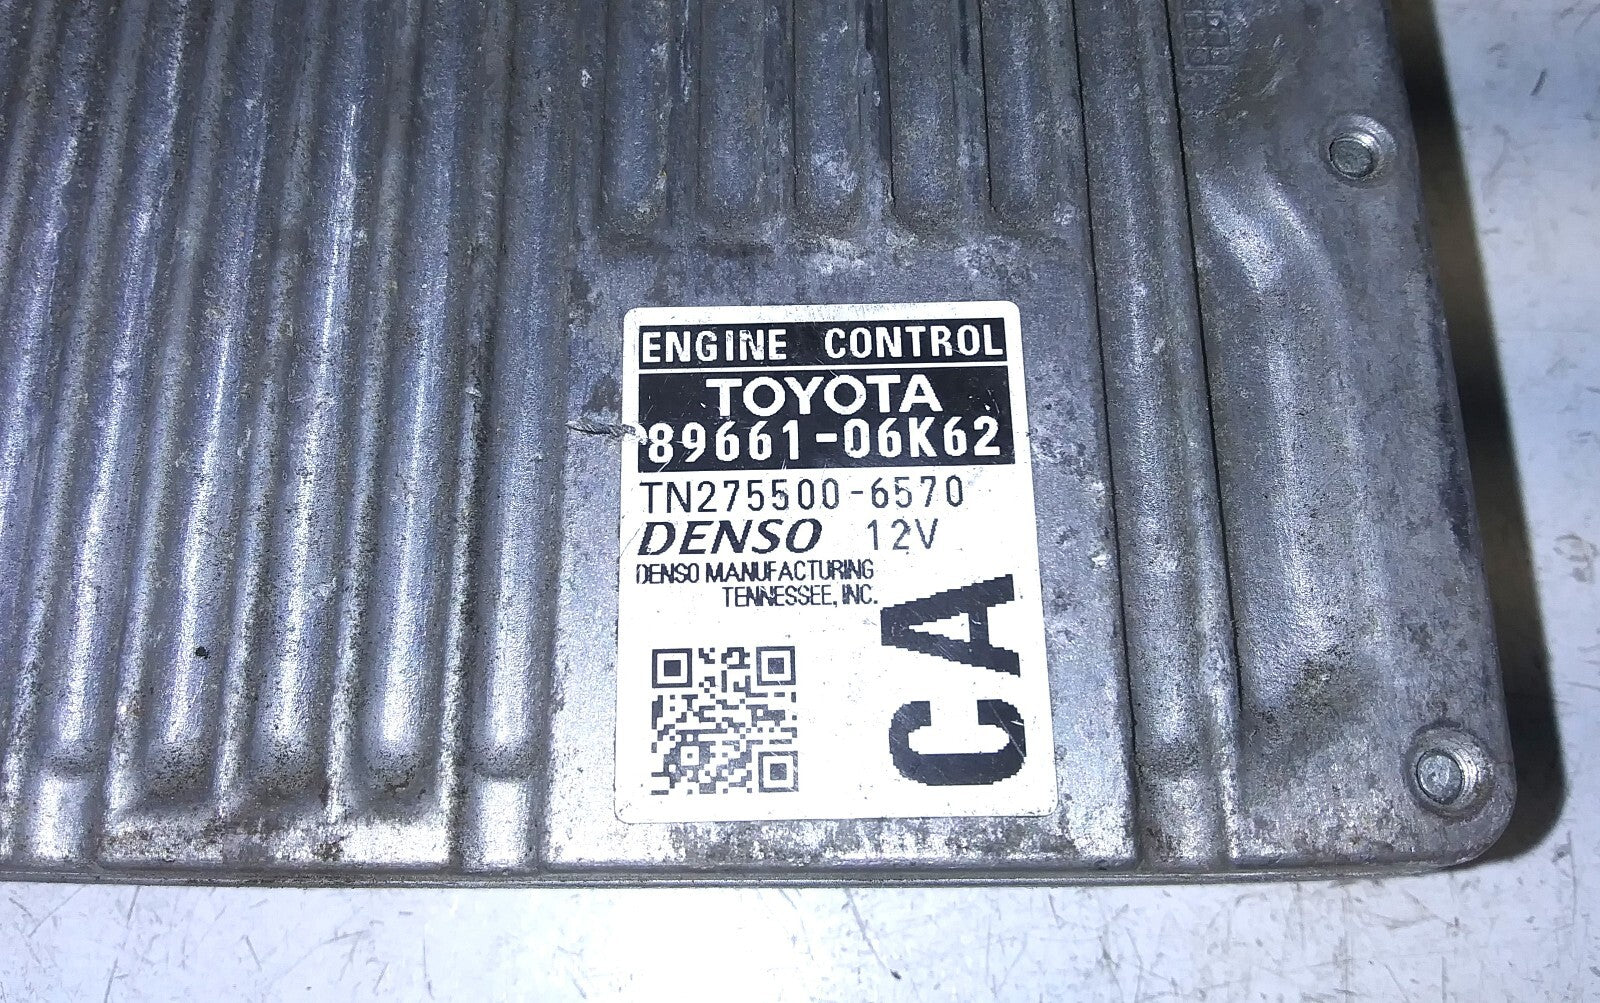 ENGINE CONTROL
TOYOTA
89661-06K62
TN275500-6570
DENSO 12V
DENSO MANUFACTURING
TENNESSEE, INC.
CA